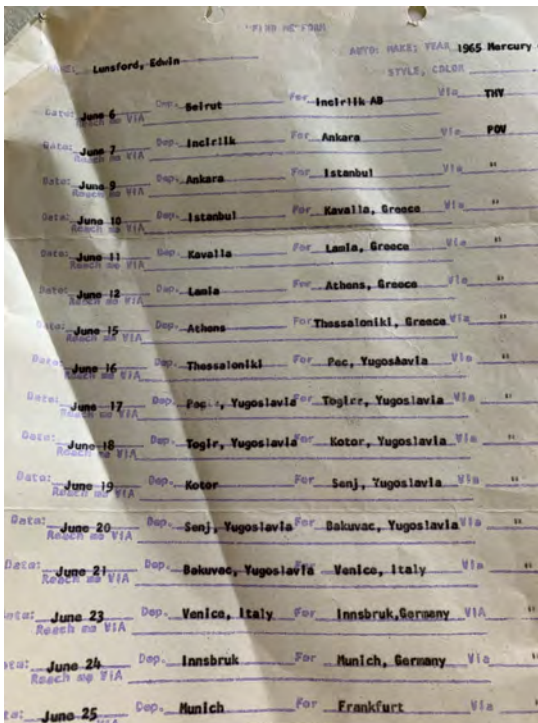 "FIND ME FORM
AUTO: MAKE: YEAR 1965 Mercury
Lunsford, Edwin
STYLE, COLOR
Date: June 6 Dep. Beirut For Incirlik AB Via THY
Reach me VIA
Date: June 7 Dep. Incirlik For Ankara Via POV
Reach me VIA
Date: June 9 Dep. Ankara For Istanbul Via "
Reach me VIA
Date: June 10 Dep. Istanbul For Kavalla, Greece Via "
Reach me VIA
Date: June 11 Dep. Kavalla For Lamia, Greece Via "
Reach me VIA
Date: June 12 Dep. Lamia For Athens, Greece Via "
Reach me VIA
Date: June 15 Dep. Athens For Thessaloniki, Greece Via "
Reach me VIA
Date: June 16 Dep. Thessaloniki For Pec, Yugoslavia Via "
Reach me VIA
Date: June 17 Dep. Yugoslavia For Yugoslavia Via "
Reach me VIA
Date: June 18 Dep. Togir, Yugoslavia For Kotor, Yugoslavia Via "
Reach me VIA
Date: June 19 Dep. Kotor For Senj, Yugoslavia Via "
Reach me VIA
Date: June 20 Dep. Senj, Yugoslavia For Bakuvac, Yugoslavia Via "
Reach me VIA
Date: June 21 Dep. Bakuvac, Yugoslavia For Venice, Italy Via "
Reach me VIA
ate: June 23 Dep. Venice, Italy For Innsbruk,Germany VIA "
Reach me VIA
te: June 24 Dep. Innsbruk For Munich, Germany Via "
Reach me VIA
te: June 25 Dep. Munich For Frankfurt Via "